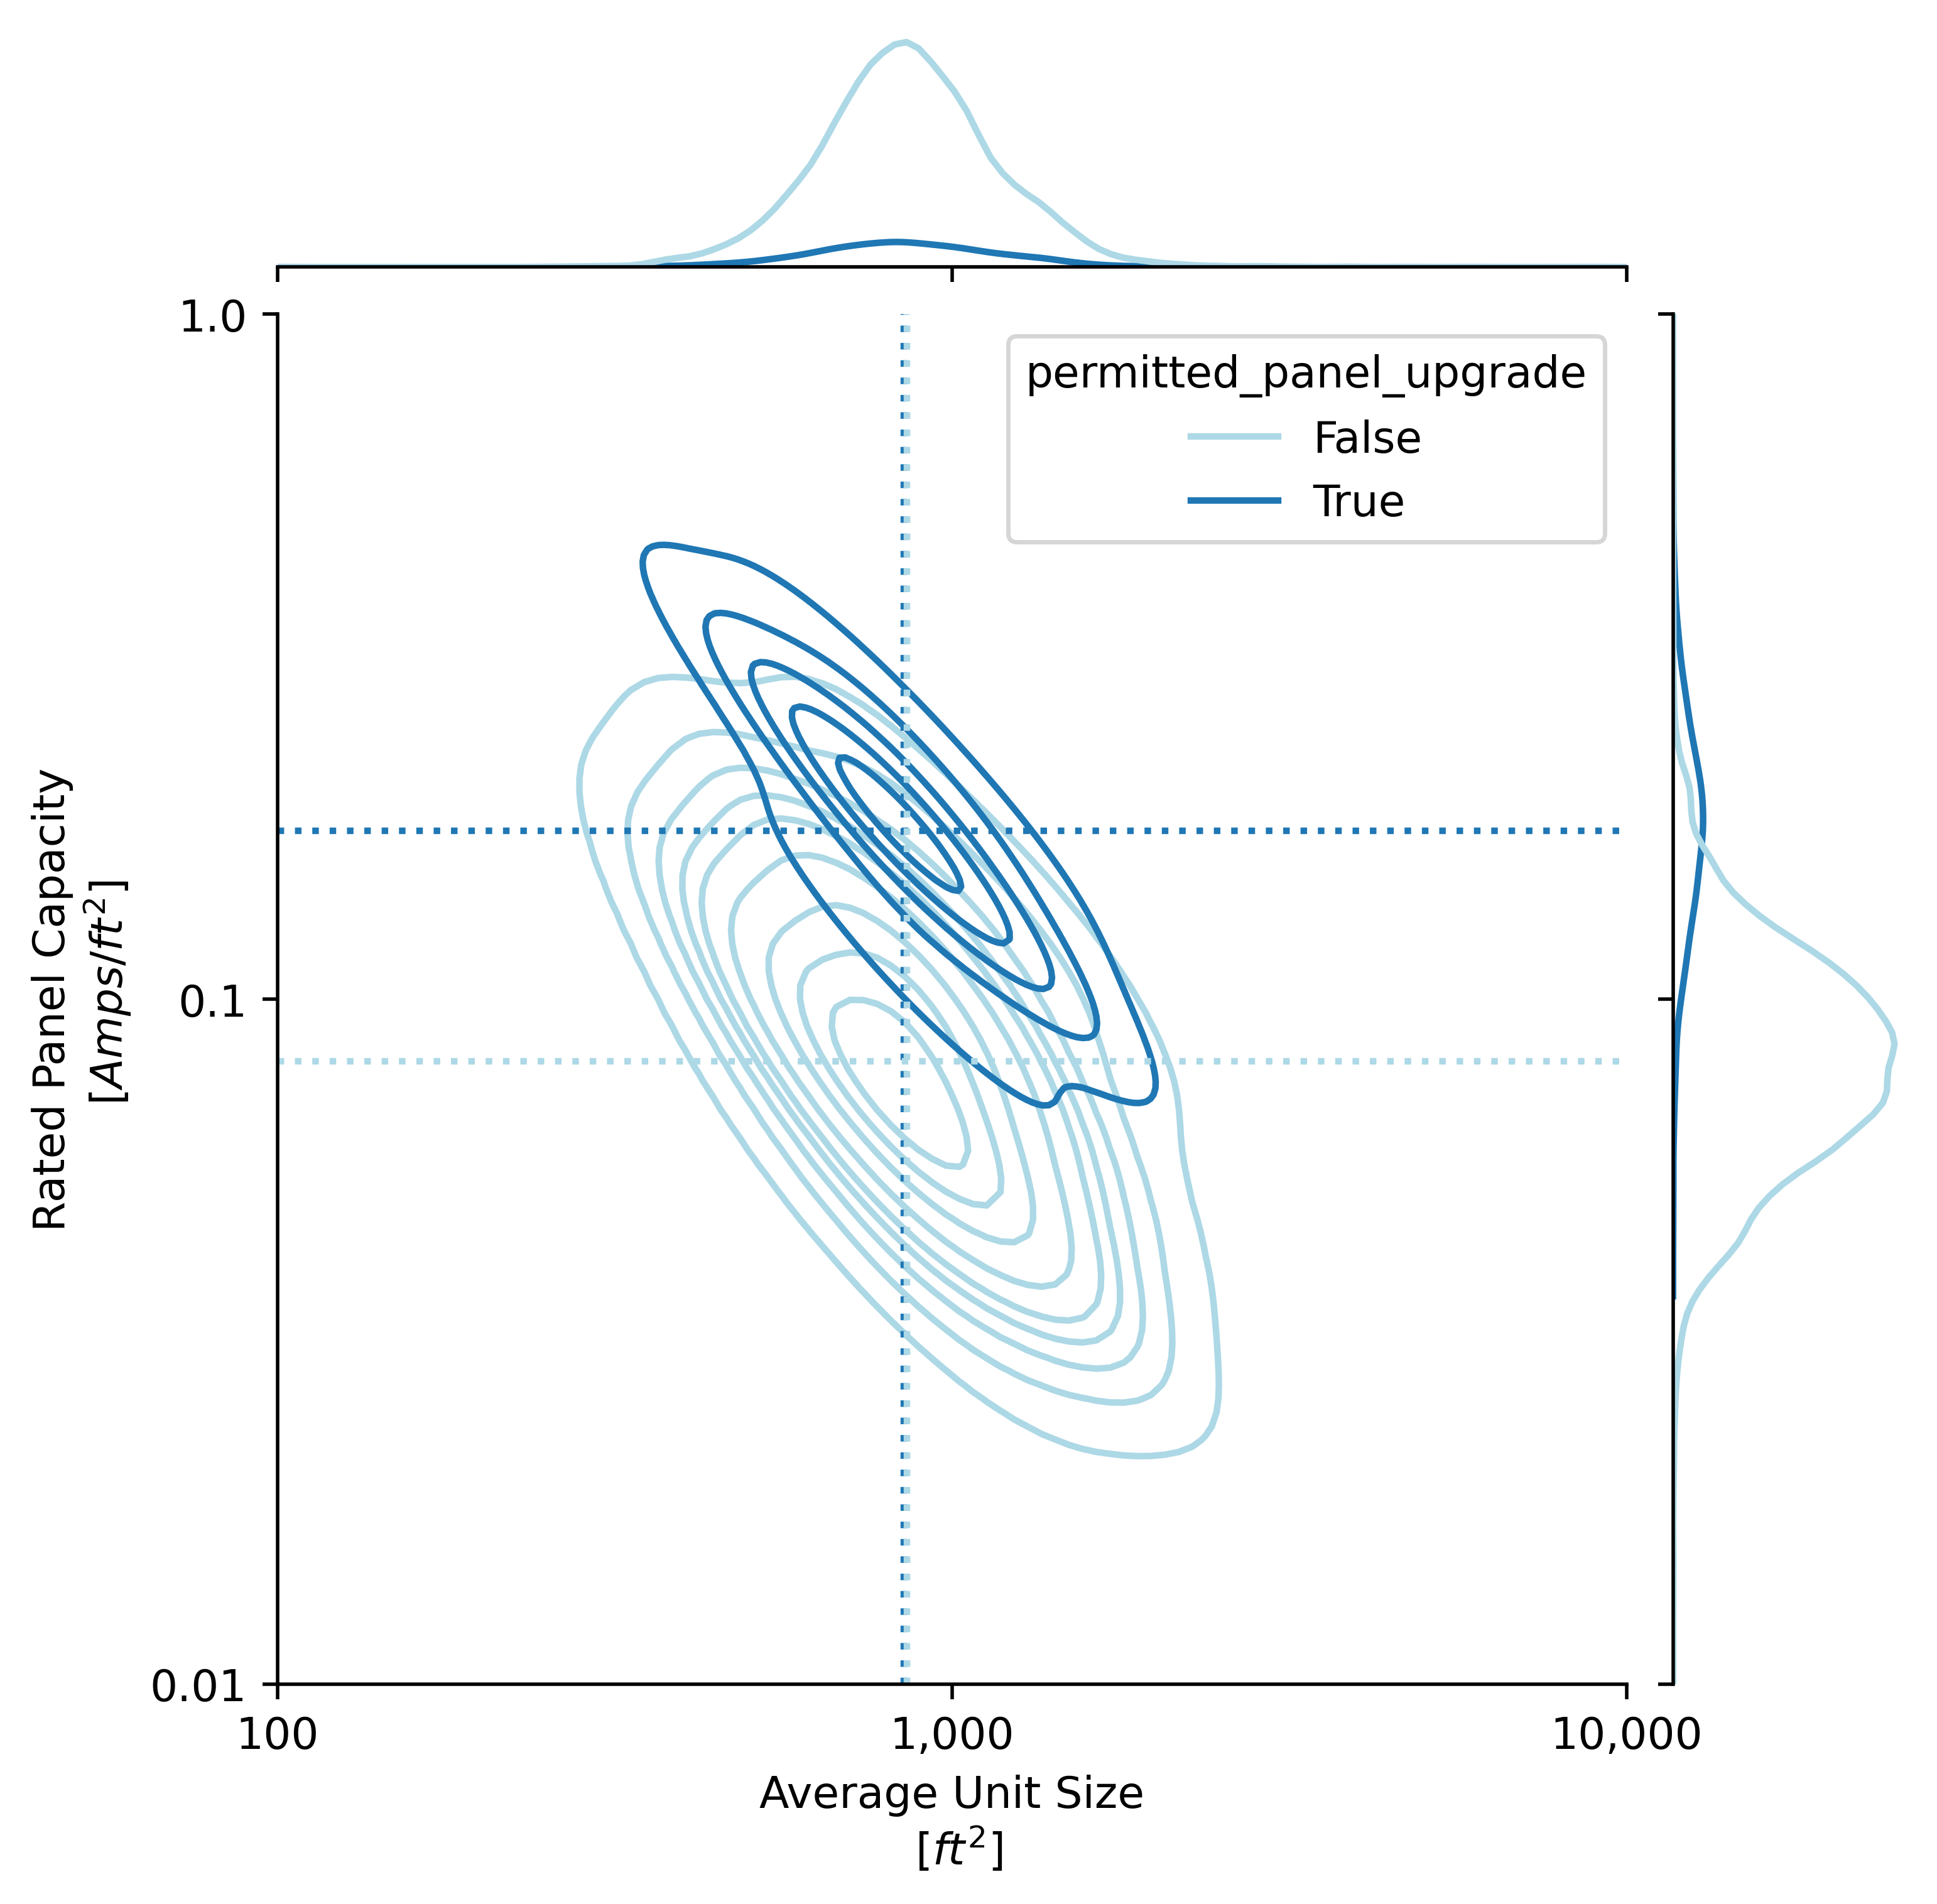 1.0
permitted_panel_upgrade
False
True
Rated Panel Capacity
[Amps/ft²]
0.1
0.01
100
1,000
10,000
Average Unit Size
[ft²]